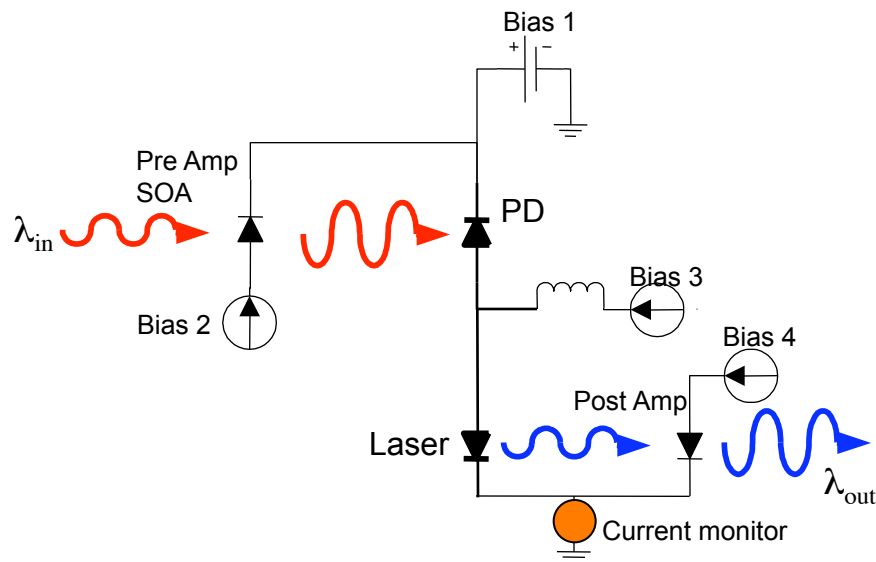 Bias 1
+ −
Pre Amp
SOA
PD
λin
Bias 3
Bias 2
Bias 4
Post Amp
Laser
λout
Current monitor